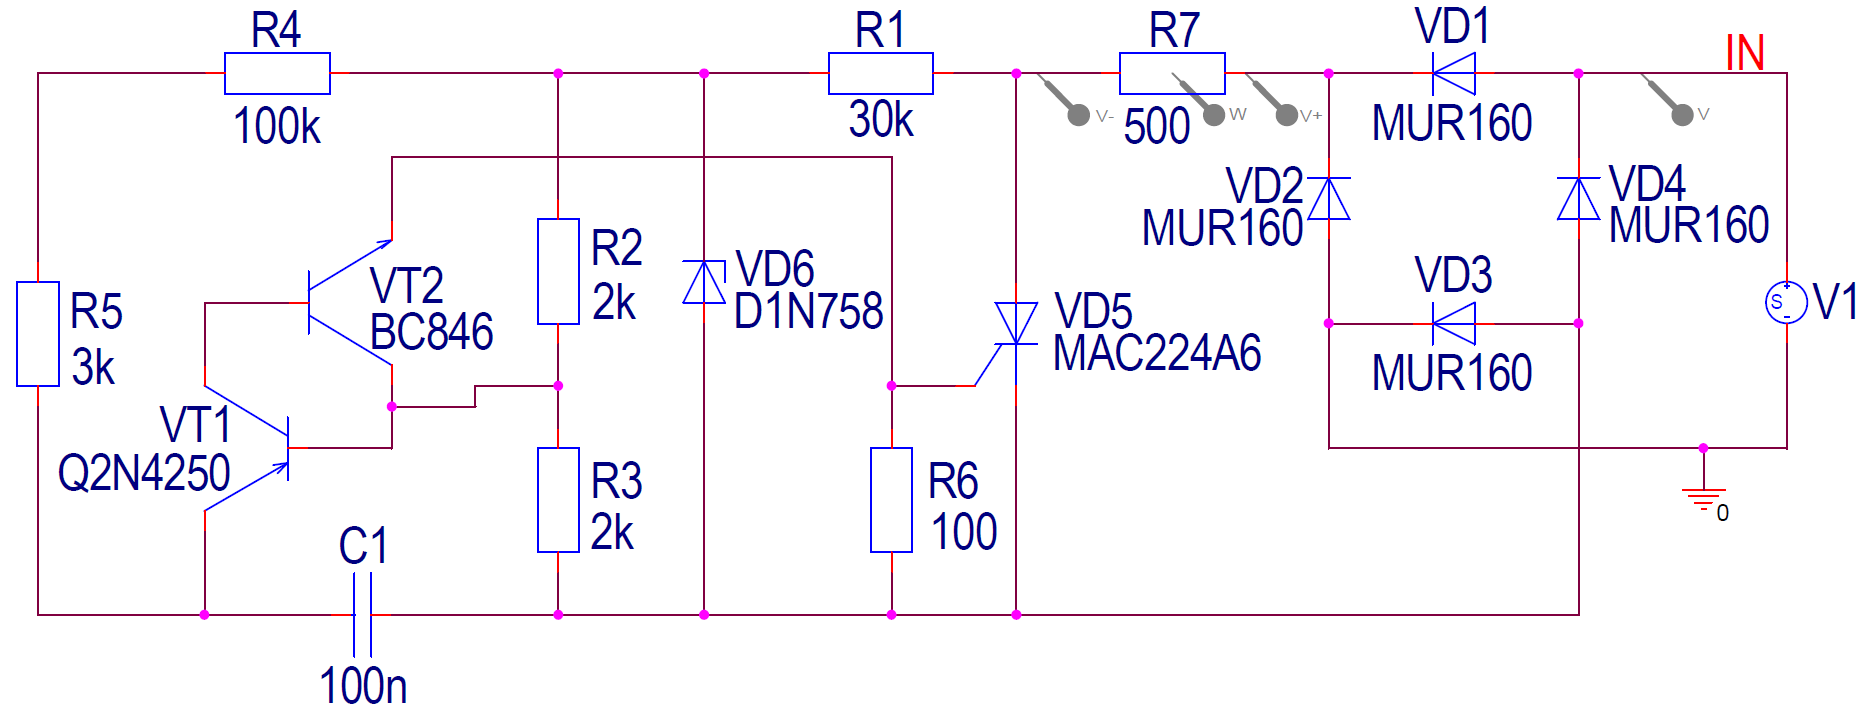 R4
100k
R1
30k
V-
R7
500
W
V+
VD1
MUR160
IN
V
VD2
MUR160
VD4
MUR160
R5
3k
VT2
BC846
R2
2k
VD6
D1N758
VD5
MAC224A6
VD3
MUR160
S
V1
VT1
Q2N4250
R3
2k
R6
100
0
C1
100n